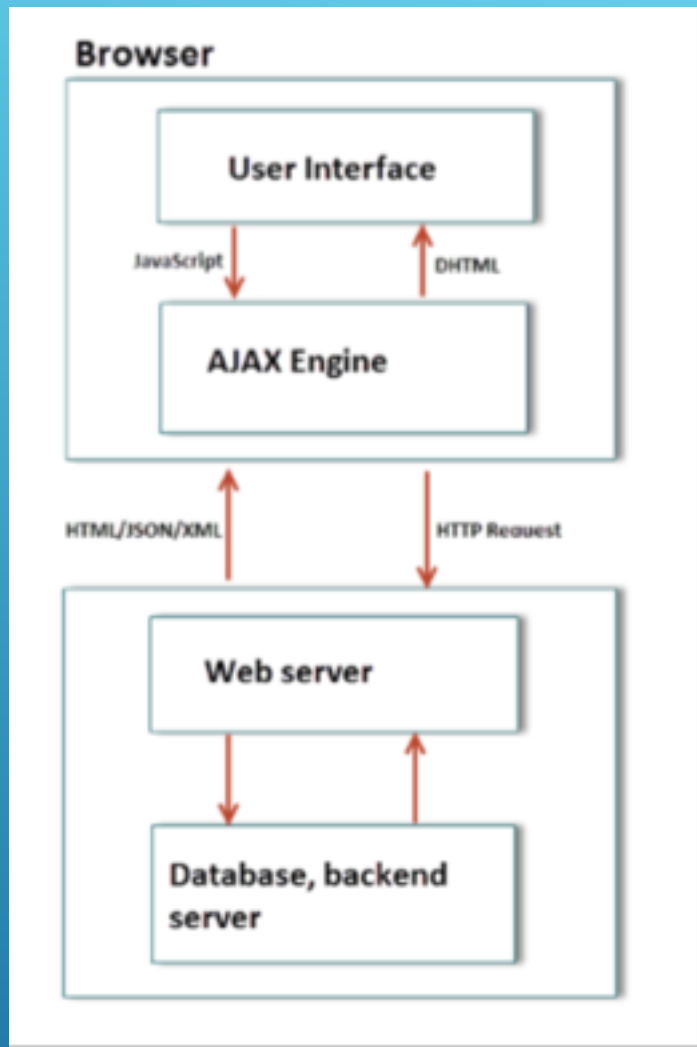 Browser
User Interface
JavaScript
DHTML
AJAX Engine
HTML/JSON/XML
HTTP Request
Web server
Database, backend
server